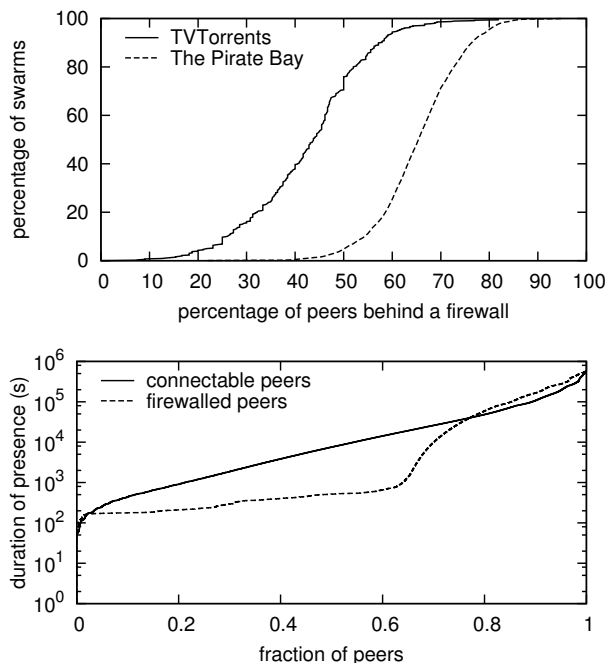 100
80
60
40
20
0
percentage of swarms
TVTorrents
The Pirate Bay
0 10 20 30 40 50 60 70 80 90 100
percentage of peers behind a firewall
10^6
10^5
10^4
10^3
10^2
10^1
10^0
duration of presence (s)
connectable peers
firewalled peers
0 0.2 0.4 0.6 0.8 1
fraction of peers